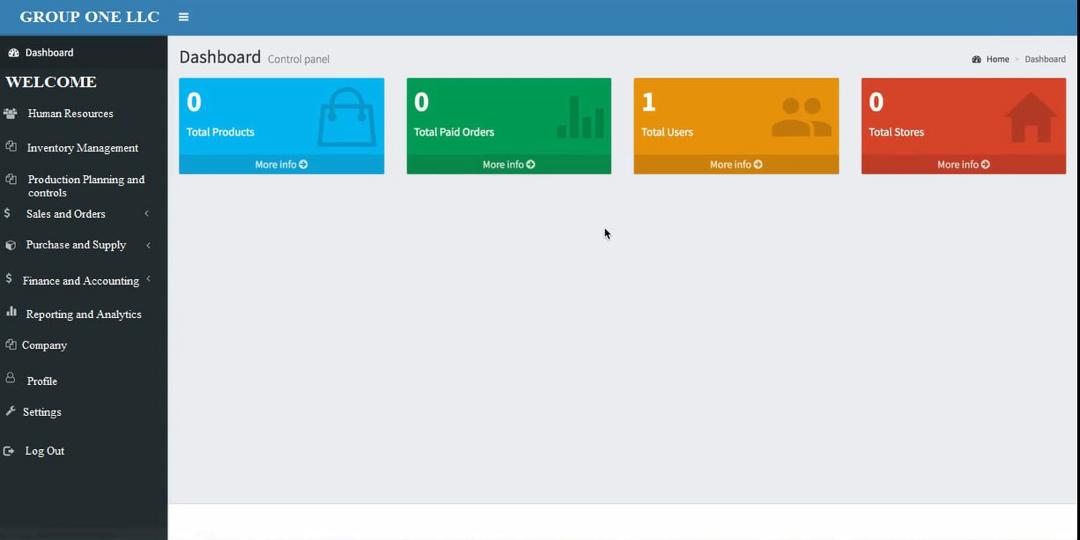 GROUP ONE LLC
Dashboard
WELCOME
Human Resources
Inventory Management
Production Planning and
controls
Sales and Orders
Purchase and Supply
Finance and Accounting
Reporting and Analytics
Company
Profile
Settings
Log Out
Dashboard Control panel
Home > Dashboard
0
Total Products
More info
0
Total Paid Orders
More info
1
Total Users
More info
0
Total Stores
More info